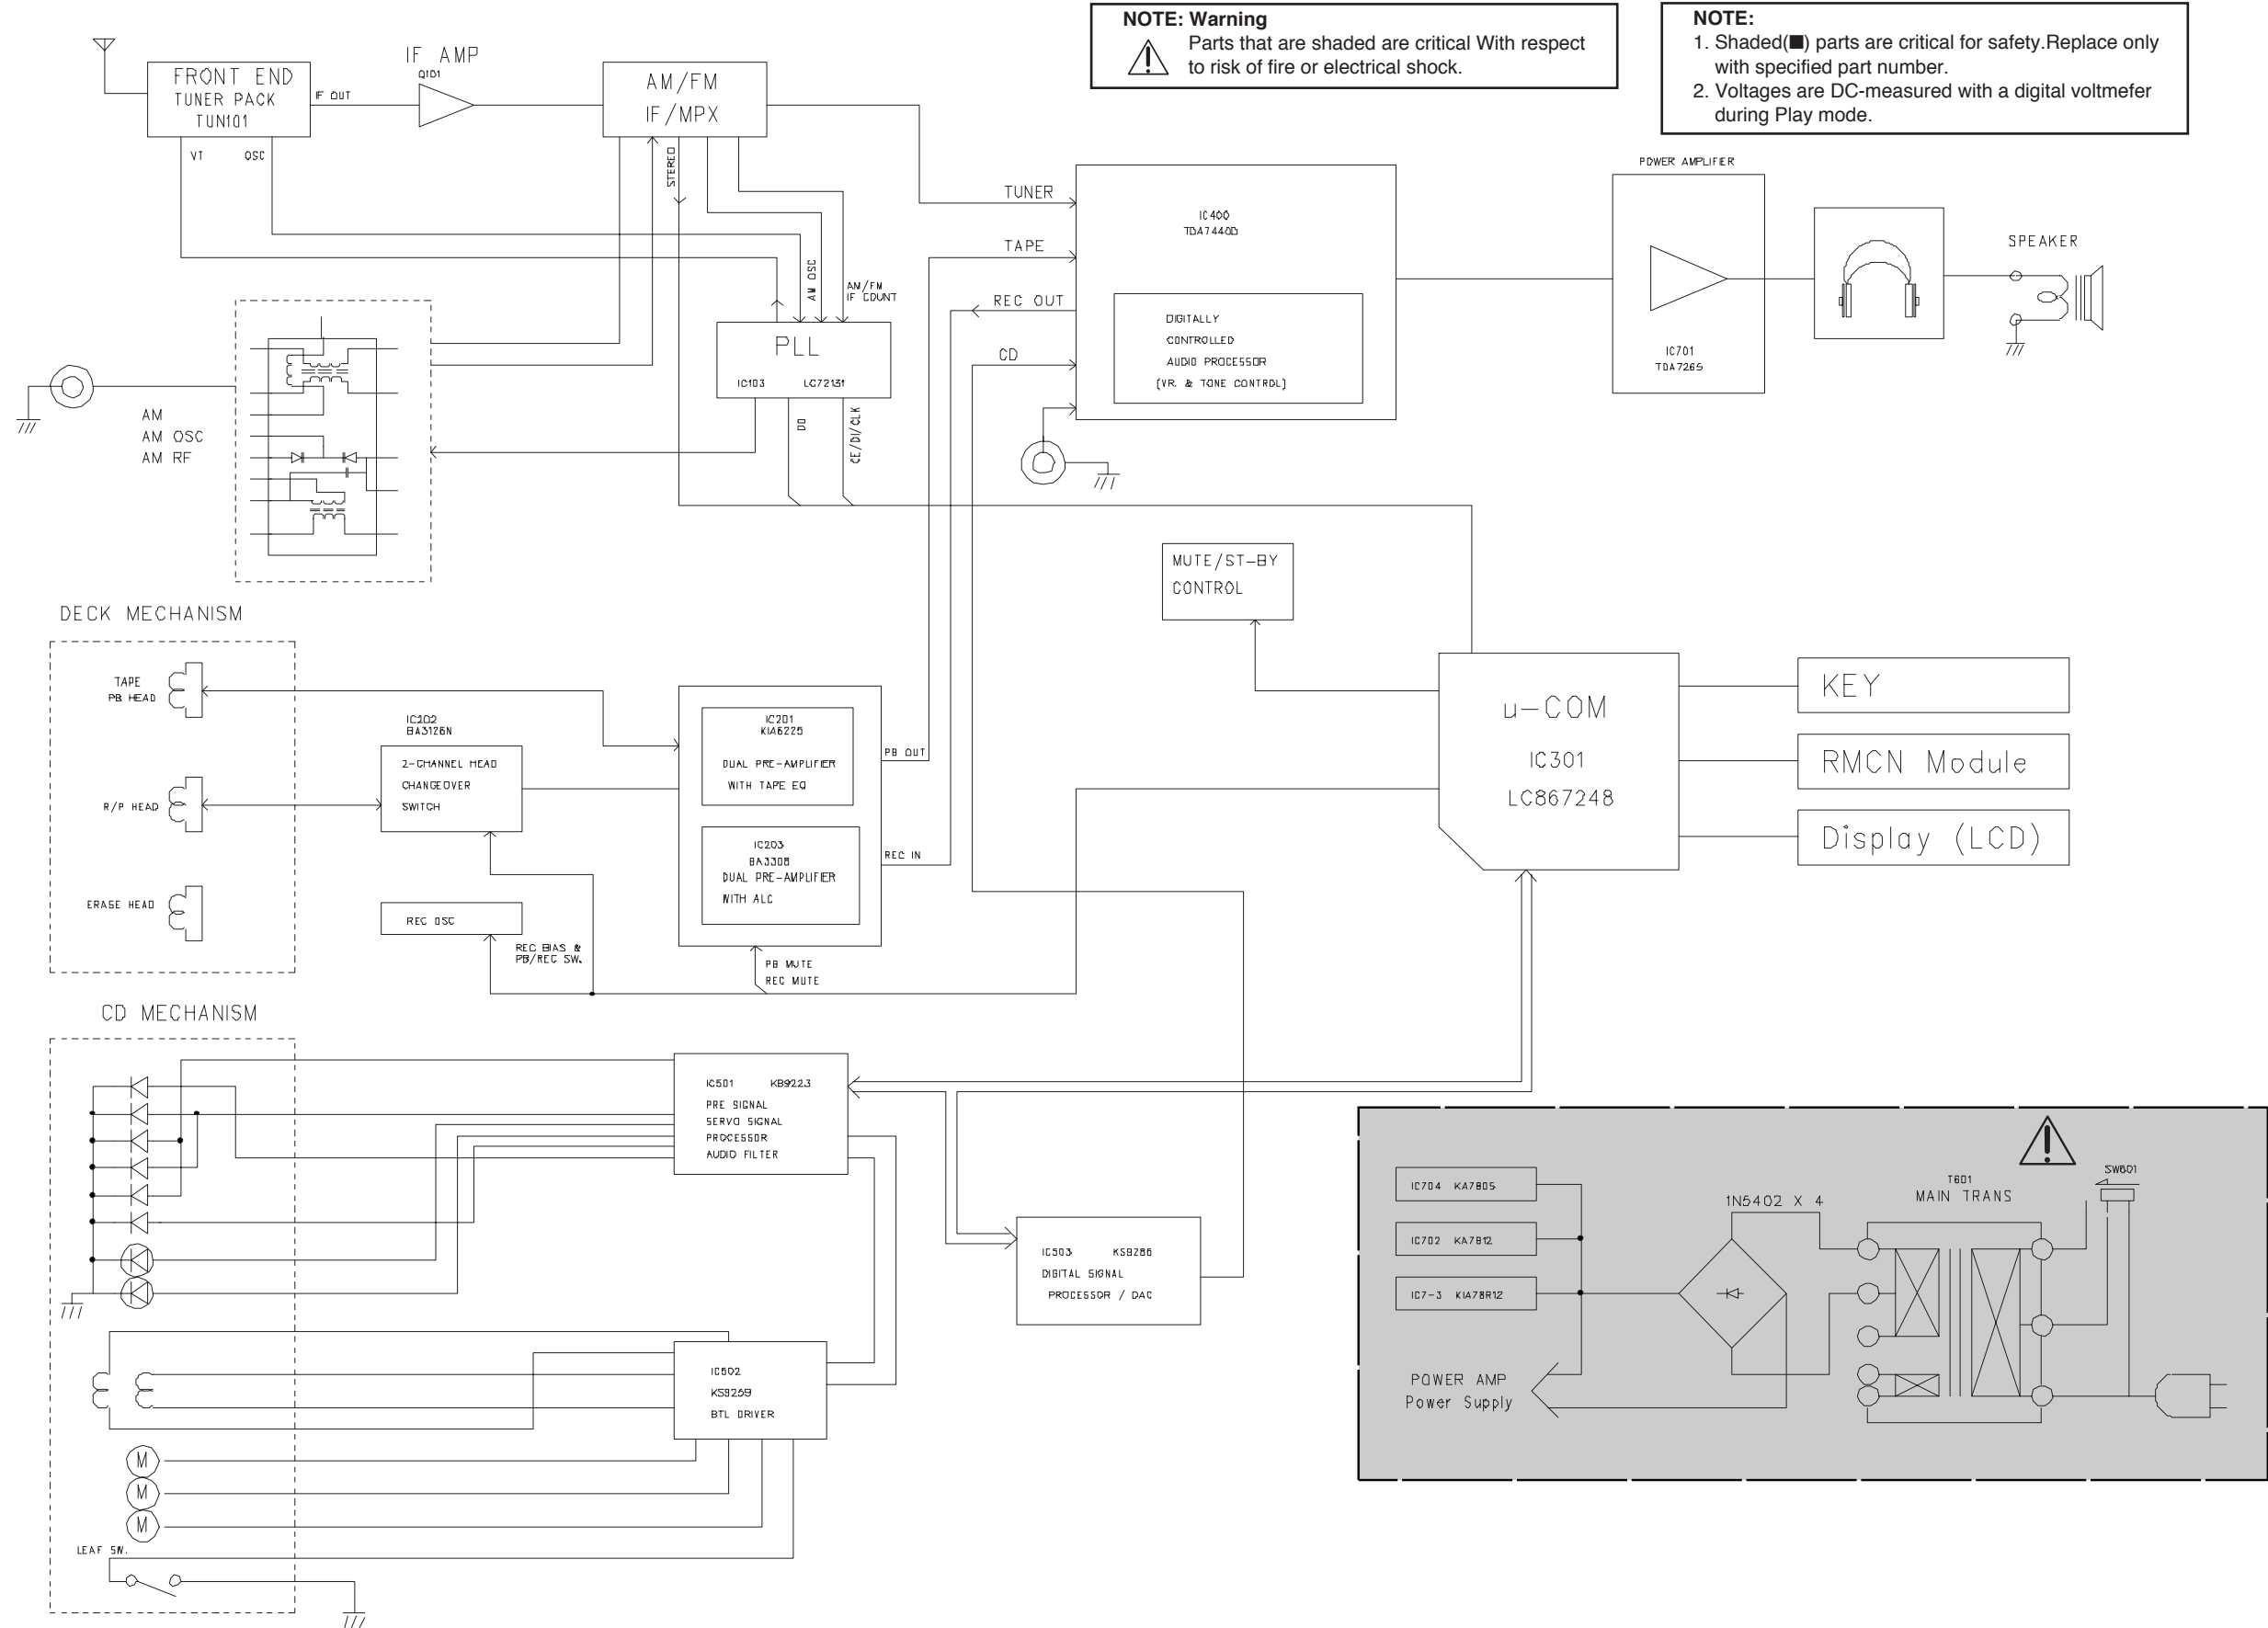 NOTE: Warning
Parts that are shaded are critical With respect
to risk of fire or electrical shock.
NOTE:
1. Shaded(■) parts are critical for safety.Replace only
with specified part number.
2. Voltages are DC-measured with a digital voltmefer
during Play mode.
FRONT END
TUNER PACK
TUN101
IF OUT
VT
OSC
IF AMP
Q101
AM/FM
IF/MPX
STEREO
AM OSC
AM/FM
IF COUNT
PLL
IC103 LC72131
DO
CE/DI/CLK
AM
AM OSC
AM RF
TUNER
TAPE
REC OUT
CD
IC400
TDA7440D
DIGITALLY
CONTROLLED
AUDIO PROCESSOR
(VR. & TONE CONTROL)
POWER AMPLIFIER
IC701
TDA7265
SPEAKER
MUTE/ST-BY
CONTROL
u-COM
IC301
LC867248
KEY
RMCN Module
Display (LCD)
DECK MECHANISM
TAPE
PB HEAD
R/P HEAD
ERASE HEAD
IC202
BA3126N
2-CHANNEL HEAD
CHANGEOVER
SWITCH
REC OSC
REC BIAS &
PB/REC SW.
IC201
KIA6225
DUAL PRE-AMPLIFIER
WITH TAPE EQ
IC203
BA3308
DUAL PRE-AMPLIFIER
WITH ALC
PB OUT
REC IN
PB MUTE
REC MUTE
CD MECHANISM
IC501 KB9223
PRE SIGNAL
SERVO SIGNAL
PROCESSOR
AUDIO FILTER
IC503 KS9286
DIGITAL SIGNAL
PROCESSOR / DAC
IC502
KS9259
BTL DRIVER
M
M
M
LEAF SW.
IC704 KA7805
IC702 KA7812
IC7-3 KIA78R12
POWER AMP
Power Supply
1N5402 X 4
T601
MAIN TRANS
SW601